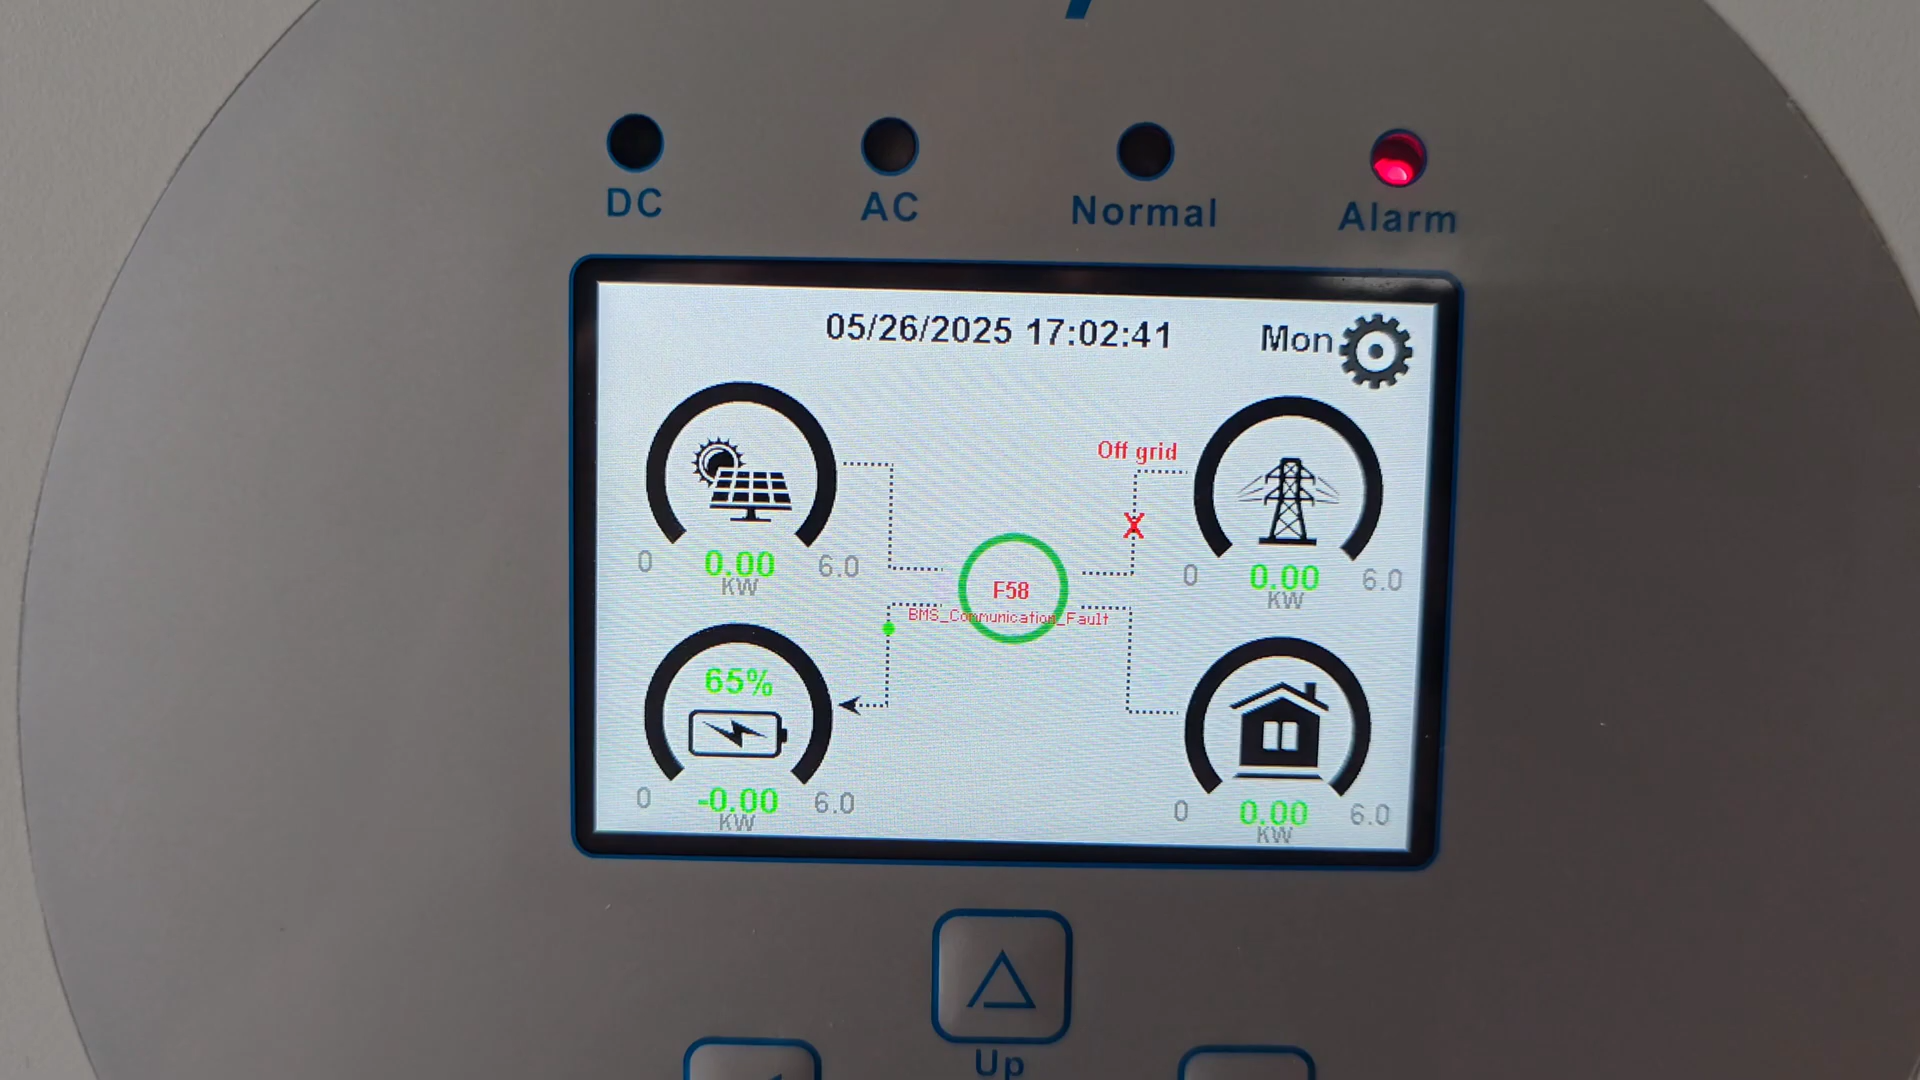 DC AC Normal Alarm
05/26/2025 17:02:41 Mon
Off grid
X
0 0.00 6.0
KW
0 0.00 6.0
KW
F58
BMS_Communication_Fault
65%
0 -0.00 6.0
KW
0 0.00 6.0
KW
Up